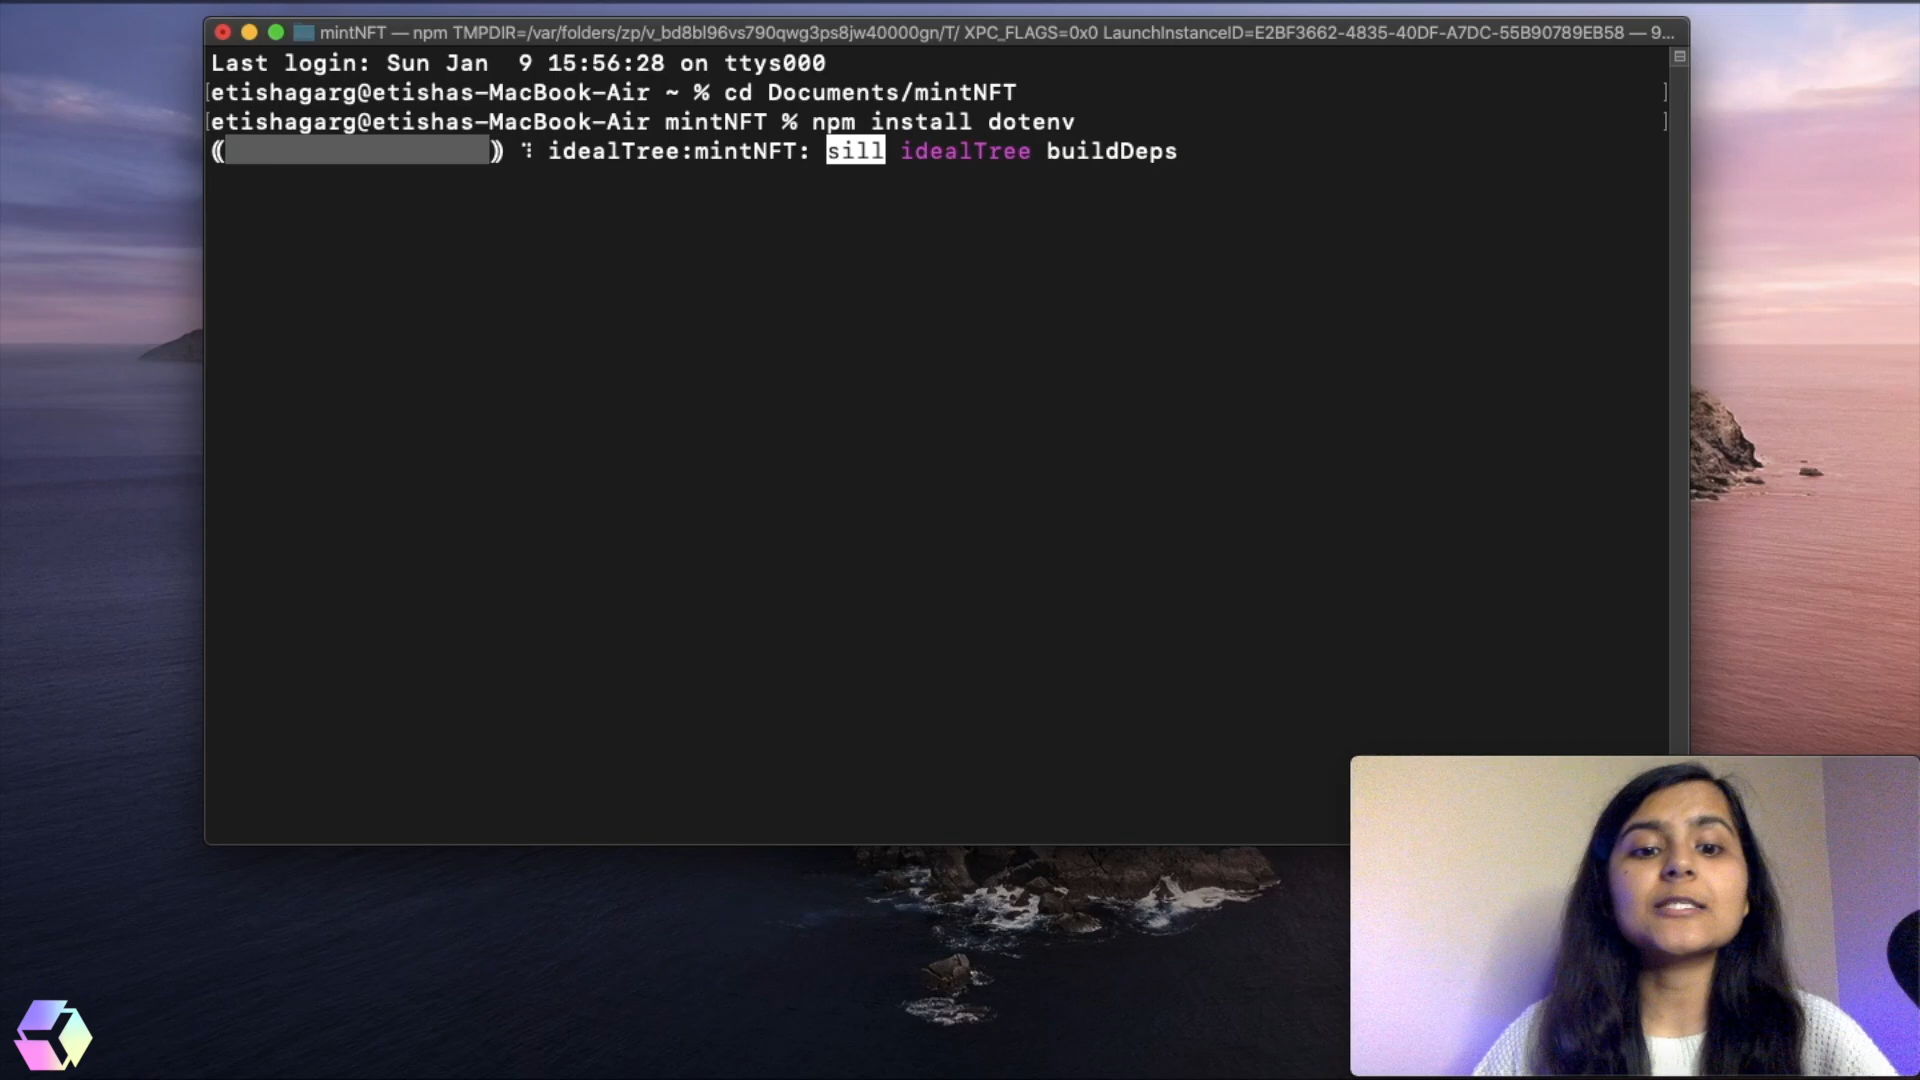 mintNFT — npm TMPDIR=/var/folders/zp/v_bd8bl96vs790qwg3ps8jw40000gn/T/ XPC_FLAGS=0x0 LaunchInstanceID=E2BF3662-4835-40DF-A7DC-55B90789EB58 — 9...
Last login: Sun Jan  9 15:56:28 on ttys000
[etishagarg@etishas-MacBook-Air ~ % cd Documents/mintNFT ]
[etishagarg@etishas-MacBook-Air mintNFT % npm install dotenv ]
(░░░░░░░░░░░░░░░░░░) ⠹ idealTree:mintNFT: sill idealTree buildDeps